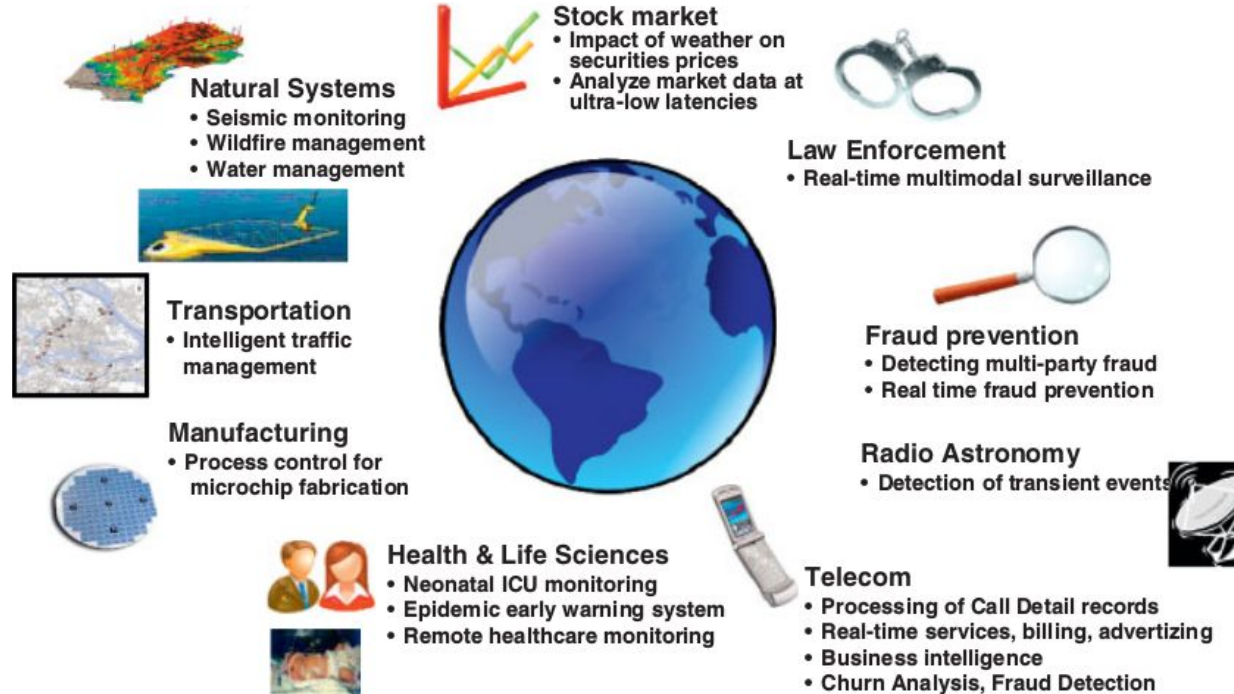 Stock market
• Impact of weather on
securities prices
• Analyze market data at
ultra-low latencies
Natural Systems
• Seismic monitoring
• Wildfire management
• Water management
Law Enforcement
• Real-time multimodal surveillance
Transportation
• Intelligent traffic
management
Fraud prevention
• Detecting multi-party fraud
• Real time fraud prevention
Manufacturing
• Process control for
microchip fabrication
Radio Astronomy
• Detection of transient events
Health & Life Sciences
• Neonatal ICU monitoring
• Epidemic early warning system
• Remote healthcare monitoring
Telecom
• Processing of Call Detail records
• Real-time services, billing, advertizing
• Business intelligence
• Churn Analysis, Fraud Detection